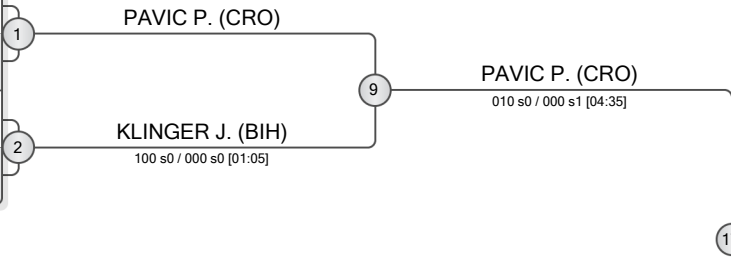 PAVIC P. (CRO)
1
9
PAVIC P. (CRO)
010 s0 / 000 s1 [04:35]
KLINGER J. (BIH)
2
100 s0 / 000 s0 [01:05]